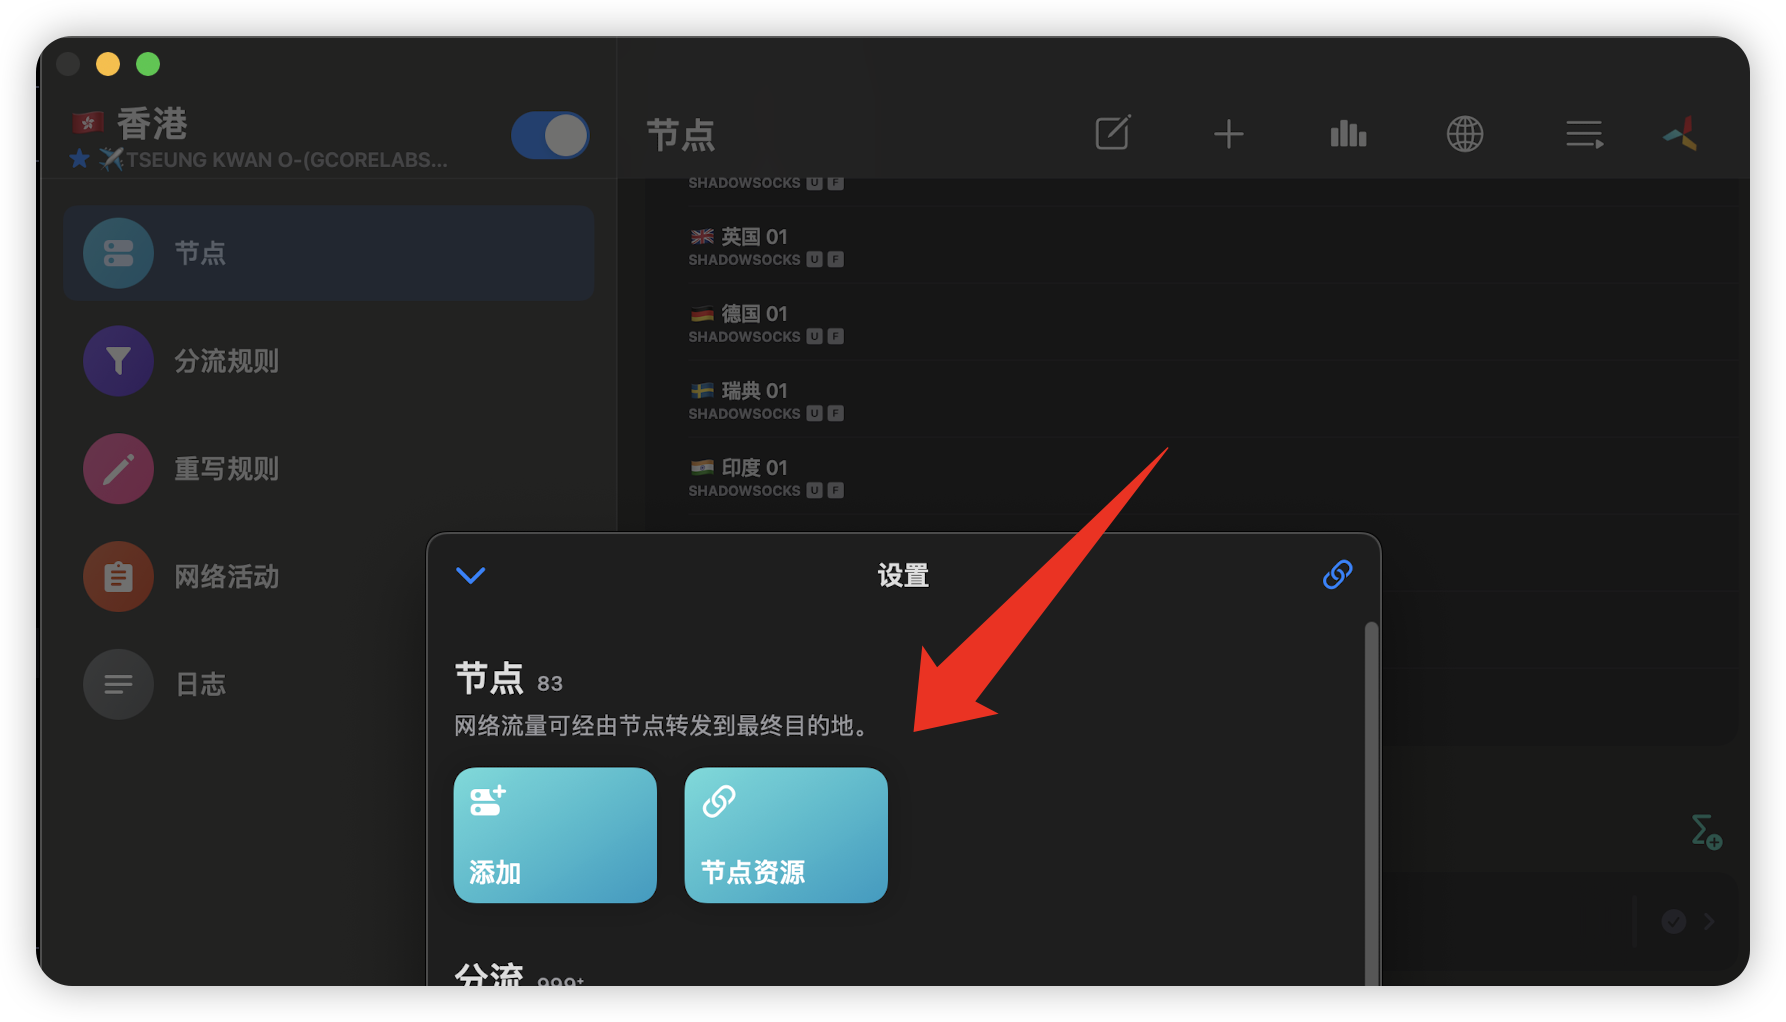 香港
TSEUNG KWAN O-(GCORELABS...
节点
分流规则
重写规则
网络活动
日志
节点
SHADOWSOCKS U F
英国 01
SHADOWSOCKS U F
德国 01
SHADOWSOCKS U F
瑞典 01
SHADOWSOCKS U F
印度 01
SHADOWSOCKS U F
设置
节点 83
网络流量可经由节点转发到最终目的地。
添加
节点资源
分流 999+